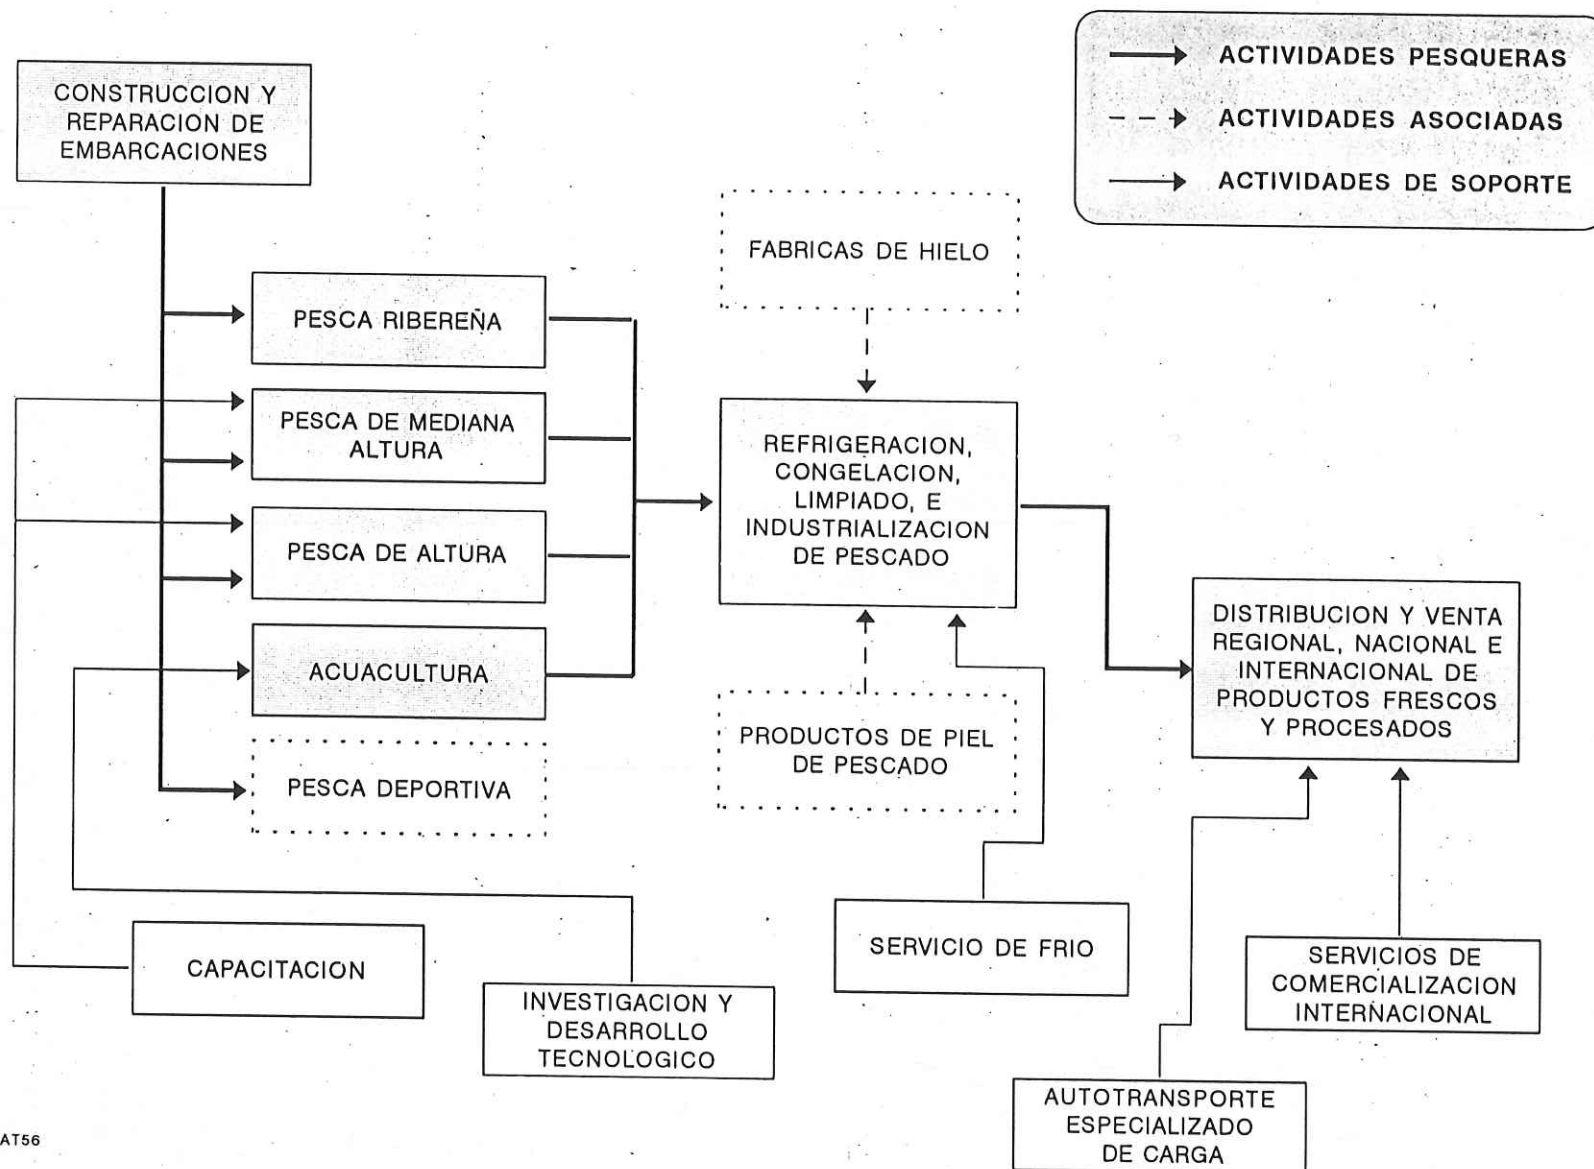 ACTIVIDADES PESQUERAS
ACTIVIDADES ASOCIADAS
ACTIVIDADES DE SOPORTE
CONSTRUCCION Y
REPARACION DE
EMBARCACIONES
FABRICAS DE HIELO
PESCA RIBEREÑA
PESCA DE MEDIANA
ALTURA
PESCA DE ALTURA
ACUACULTURA
PESCA DEPORTIVA
REFRIGERACION,
CONGELACION,
LIMPIADO, E
INDUSTRIALIZACION
DE PESCADO
PRODUCTOS DE PIEL
DE PESCADO
DISTRIBUCION Y VENTA
REGIONAL, NACIONAL E
INTERNACIONAL DE
PRODUCTOS FRESCOS
Y PROCESADOS
CAPACITACION
INVESTIGACION Y
DESARROLLO
TECNOLOGICO
SERVICIO DE FRIO
SERVICIOS DE
COMERCIALIZACION
INTERNACIONAL
AUTOTRANSPORTE
ESPECIALIZADO
DE CARGA
AT56